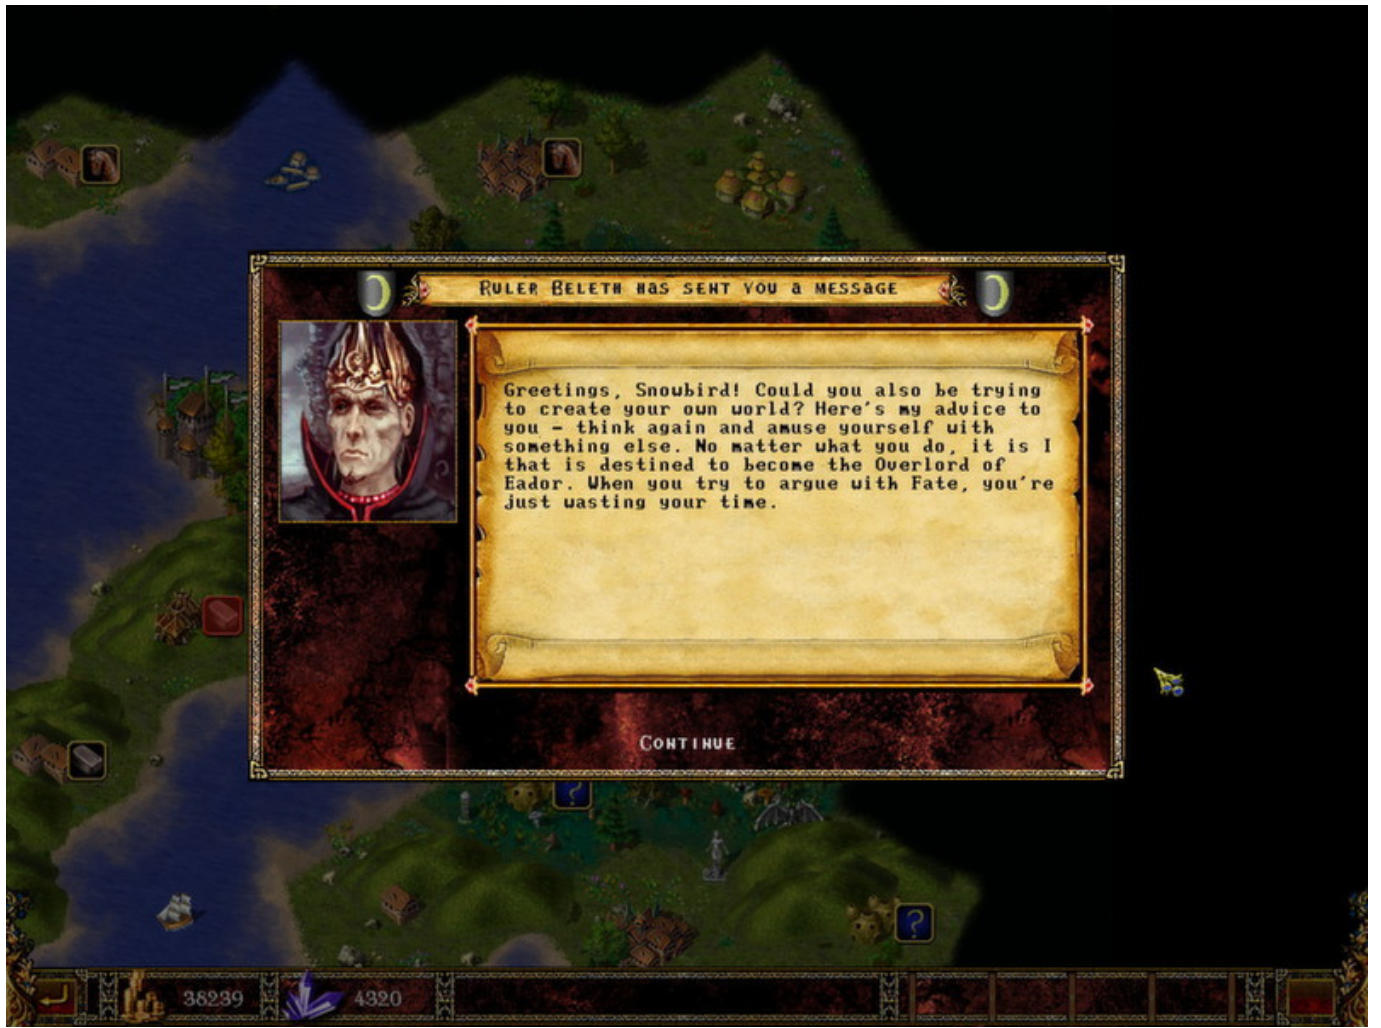 Ruler Beleth has sent you a message
Greetings, Snowbird! Could you also be trying
to create your own world? Here's my advice to
you – think again and amuse yourself with
something else. No matter what you do, it is I
that is destined to become the Overlord of
Eador. When you try to argue with Fate, you're
just wasting your time.
Continue
?
?
38239
4320